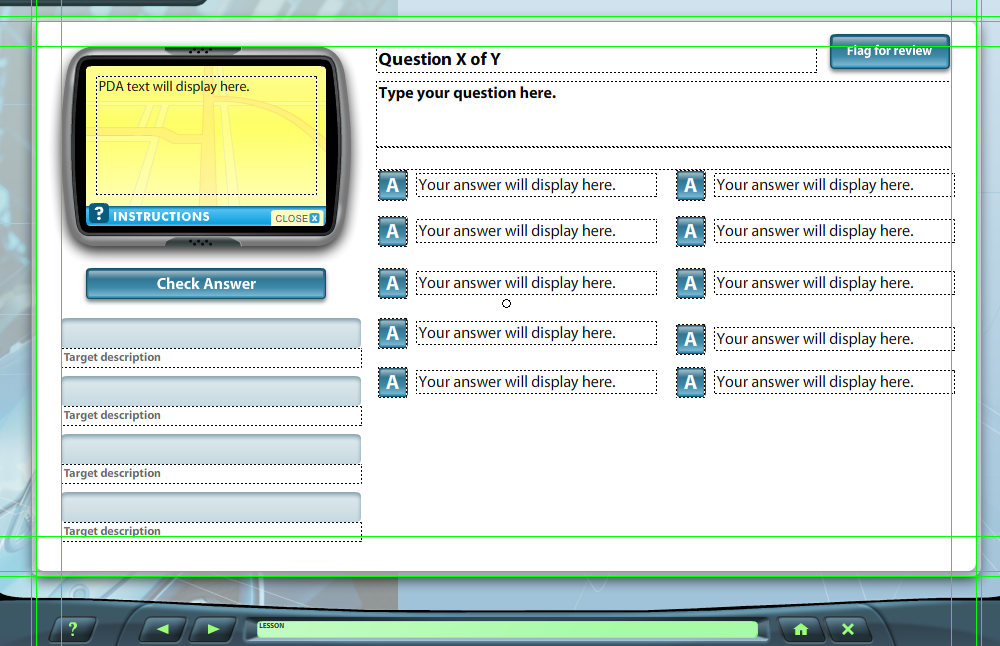 PDA text will display here.
? INSTRUCTIONS
CLOSE X
Check Answer
Target description
Target description
Target description
Target description
Question X of Y
Flag for review
Type your question here.
A Your answer will display here.
A Your answer will display here.
A Your answer will display here.
A Your answer will display here.
A Your answer will display here.
A Your answer will display here.
A Your answer will display here.
A Your answer will display here.
A Your answer will display here.
A Your answer will display here.
?
LESSON